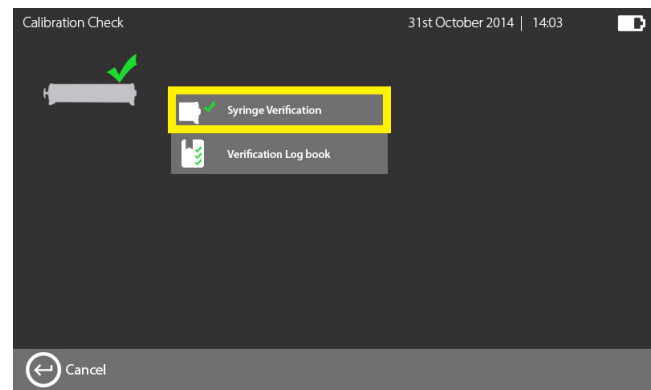 Calibration Check 31st October 2014 | 14:03
Syringe Verification
Verification Log book
Cancel